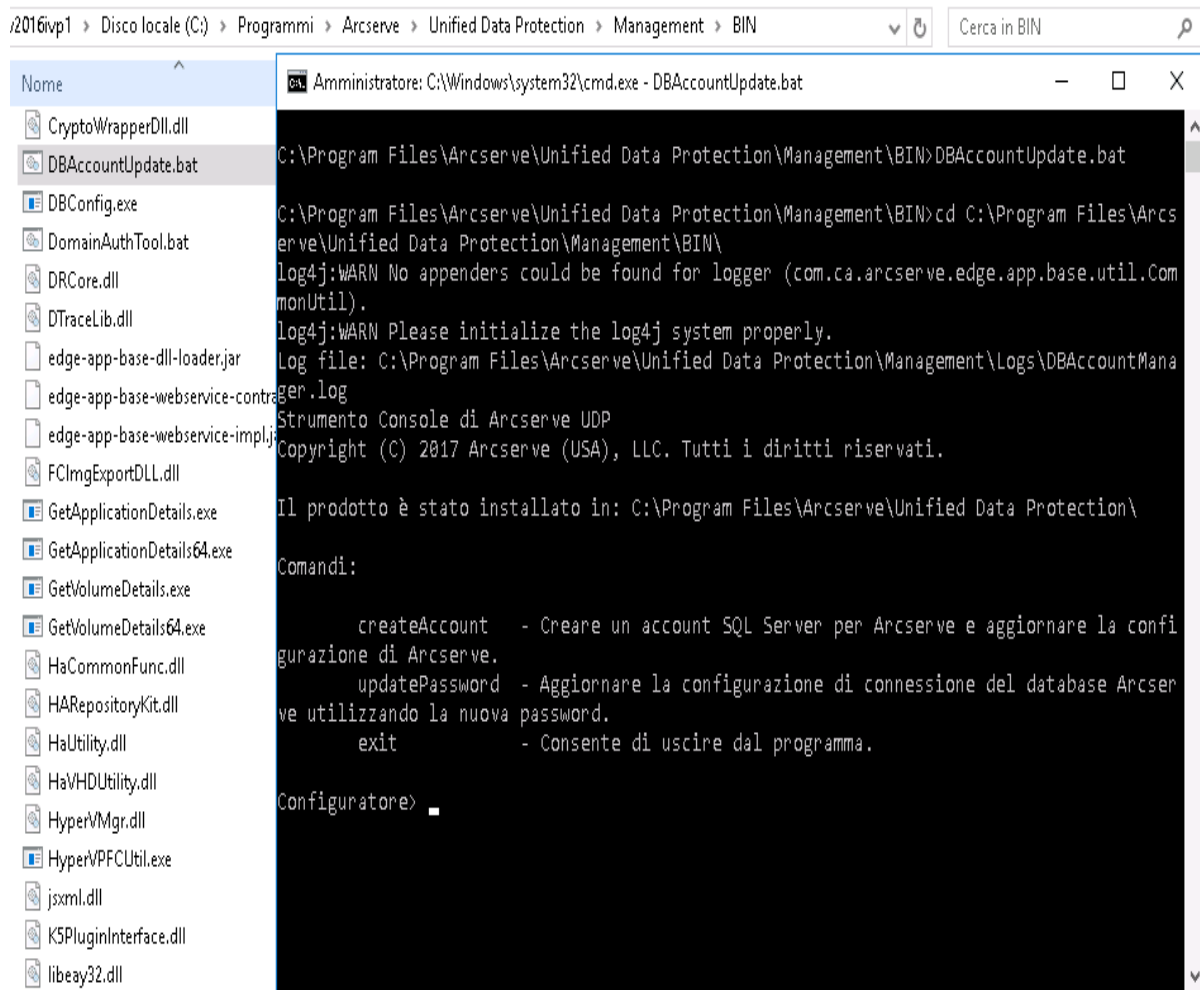 /2016ivp1 > Disco locale (C:) > Programmi > Arcserve > Unified Data Protection > Management > BIN
Cerca in BIN
Nome
CryptoWrapperDll.dll
DBAccountUpdate.bat
DBConfig.exe
DomainAuthTool.bat
DRCore.dll
DTraceLib.dll
edge-app-base-dll-loader.jar
edge-app-base-webservice-contra
edge-app-base-webservice-impl.j
FCImgExportDLL.dll
GetApplicationDetails.exe
GetApplicationDetails64.exe
GetVolumeDetails.exe
GetVolumeDetails64.exe
HaCommonFunc.dll
HARepositoryKit.dll
HaUtility.dll
HaVHDUtility.dll
HyperVMgr.dll
HyperVPFCUtil.exe
jsxml.dll
K5PluginInterface.dll
libeay32.dll
Amministratore: C:\Windows\system32\cmd.exe - DBAccountUpdate.bat
C:\Program Files\Arcserve\Unified Data Protection\Management\BIN>DBAccountUpdate.bat
C:\Program Files\Arcserve\Unified Data Protection\Management\BIN>cd C:\Program Files\Arcs
erve\Unified Data Protection\Management\BIN\
log4j:WARN No appenders could be found for logger (com.ca.arcserve.edge.app.base.util.Com
monUtil).
log4j:WARN Please initialize the log4j system properly.
Log file: C:\Program Files\Arcserve\Unified Data Protection\Management\Logs\DBAccountMana
ger.log
Strumento Console di Arcserve UDP
Copyright (C) 2017 Arcserve (USA), LLC. Tutti i diritti riservati.
Il prodotto è stato installato in: C:\Program Files\Arcserve\Unified Data Protection\
Comandi:
createAccount - Creare un account SQL Server per Arcserve e aggiornare la confi
gurazione di Arcserve.
updatePassword - Aggiornare la configurazione di connessione del database Arcser
ve utilizzando la nuova password.
exit - Consente di uscire dal programma.
Configuratore>